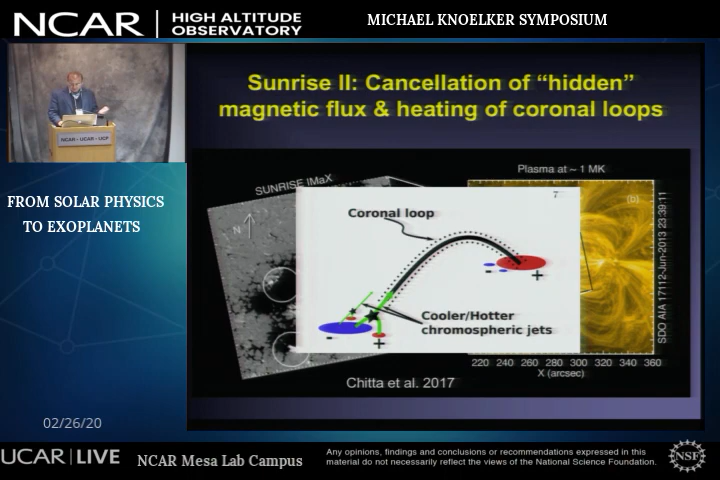 NCAR
HIGH ALTITUDE
OBSERVATORY
MICHAEL KNOELKER SYMPOSIUM
NCAR - UCAR - UCP
FROM SOLAR PHYSICS
TO EXOPLANETS
02/26/20
Sunrise II: Cancellation of “hidden”
magnetic flux & heating of coronal loops
SUNRISE IMaX
N
Plasma at ~ 1 MK
(b)
SDO AIA 171 12-Jun-2013 23:39:11
Coronal loop
+
-
Cooler/Hotter
chromospheric jets
-
+
220 240 260 280 300 320 340 360
X (arcsec)
Chitta et al. 2017
UCAR | LIVE
NCAR Mesa Lab Campus
Any opinions, findings and conclusions or recommendations expressed in this
material do not necessarily reflect the views of the National Science Foundation.
NSF